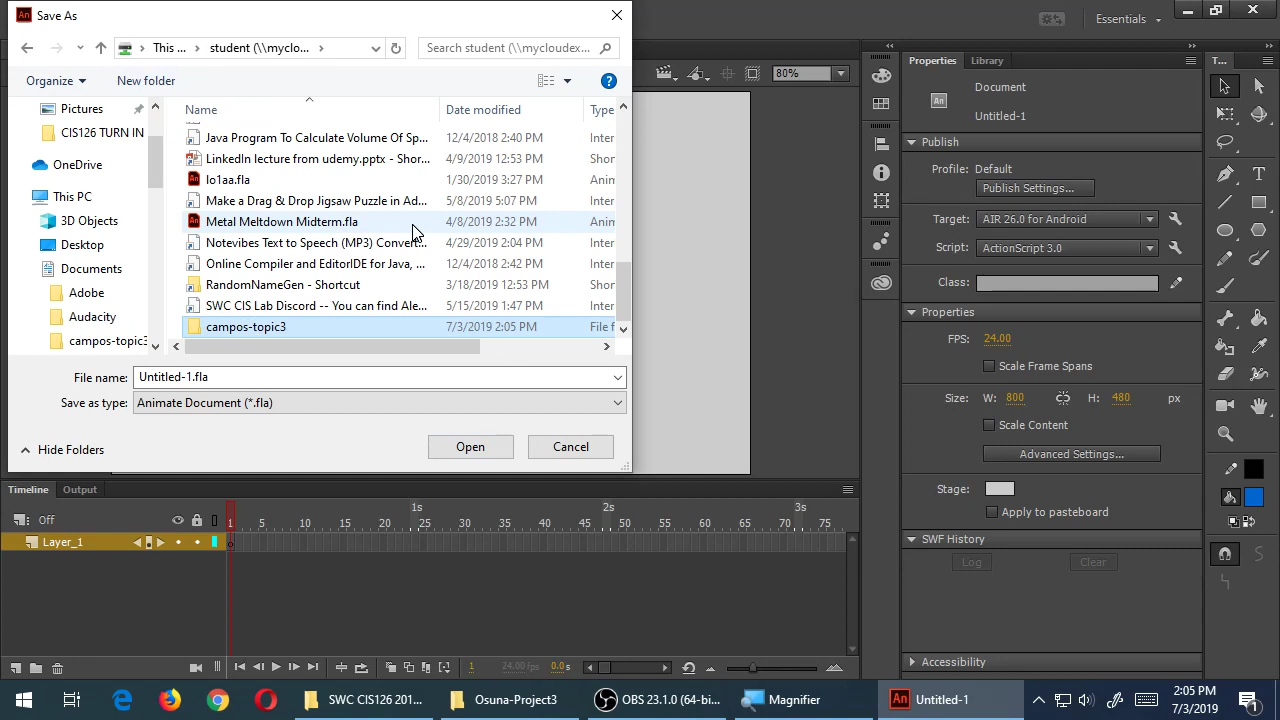 An Save As
This ... student (\\myclo...
Search student (\\mycloudex...
Organize
New folder
Pictures
CIS126 TURN IN
OneDrive
This PC
3D Objects
Desktop
Documents
Adobe
Audacity
campos-topic3
Name
Date modified
Type
Java Program To Calculate Volume Of Sp... 12/4/2018 2:40 PM Inter
LinkedIn lecture from udemy.pptx - Shor... 4/9/2019 12:53 PM Shor
lo1aa.fla 1/30/2019 3:27 PM Anim
Make a Drag & Drop Jigsaw Puzzle in Ad... 5/8/2019 5:07 PM Inter
Metal Meltdown Midterm.fla 4/8/2019 2:32 PM Anim
Notevibes Text to Speech (MP3) Convert... 4/29/2019 2:04 PM Inter
Online Compiler and EditorIDE for Java, ... 12/4/2018 2:42 PM Inter
RandomNameGen - Shortcut 3/18/2019 12:53 PM Shor
SWC CIS Lab Discord -- You can find Ale... 5/15/2019 1:47 PM Inter
campos-topic3 7/3/2019 2:05 PM File f
File name: Untitled-1.fla
Save as type: Animate Document (*.fla)
Hide Folders
Open
Cancel
80%
Essentials
Properties Library
T...
An Document
Untitled-1
Publish
Profile: Default
Publish Settings...
Target: AIR 26.0 for Android
Script: ActionScript 3.0
Class:
Properties
FPS: 24.00
Scale Frame Spans
Size: W: 800 H: 480 px
Scale Content
Advanced Settings...
Stage:
Apply to pasteboard
SWF History
Log Clear
Accessibility
Timeline Output
Off
1s 2s 3s
1 5 10 15 20 25 30 35 40 45 50 55 60 65 70 75
Layer_1
1 24.00 fps 0.0 s
SWC CIS126 201...
Osuna-Project3
OBS 23.1.0 (64-bi...
Magnifier
An Untitled-1
2:05 PM
7/3/2019
1